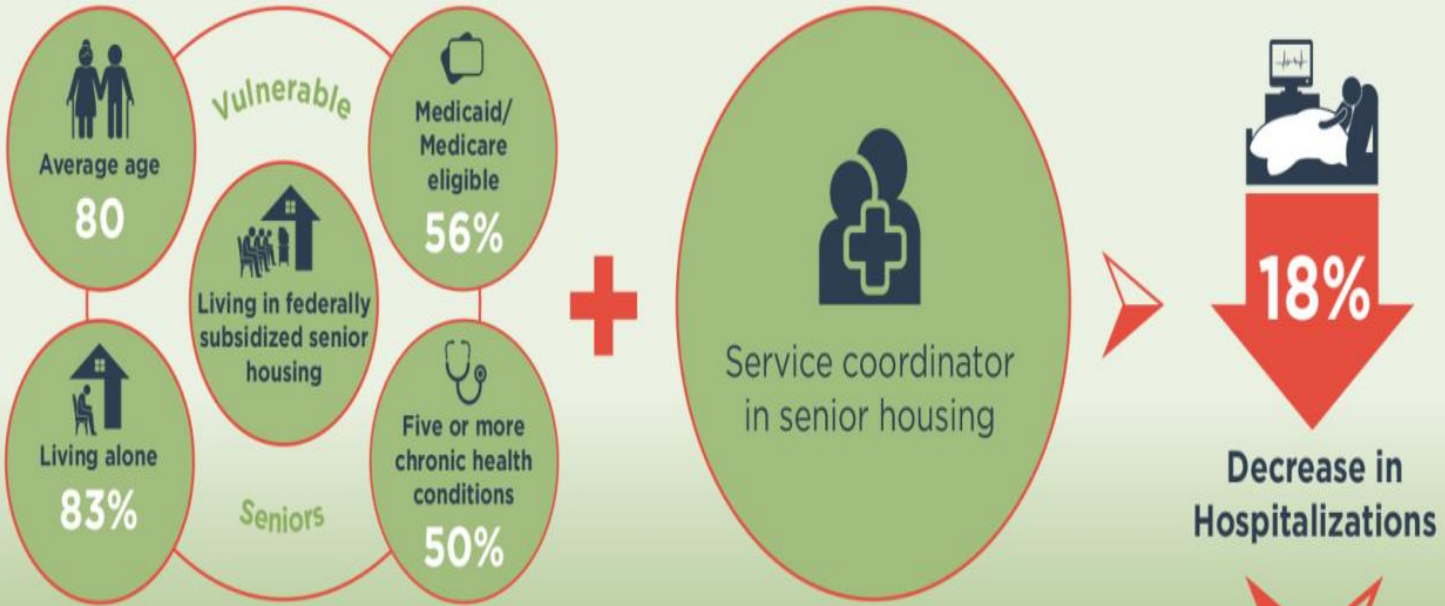 Vulnerable
Average age
80
Medicaid/
Medicare
eligible
56%
Living in federally
subsidized senior
housing
Living alone
83%
Five or more
chronic health
conditions
50%
Seniors
Service coordinator
in senior housing
18%
Decrease in
Hospitalizations